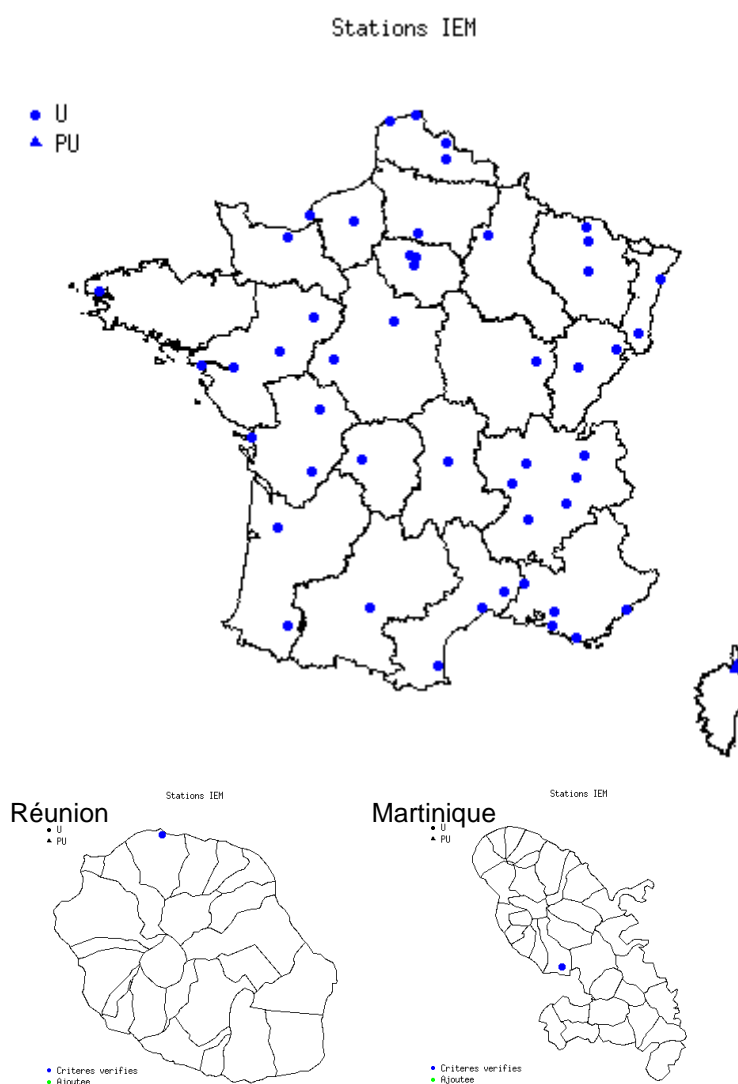 Stations IEM
U
PU
Stations IEM
Réunion
U
PU
Criteres verifies
Ajoutee
Stations IEM
Martinique
U
PU
Criteres verifies
Ajoutee